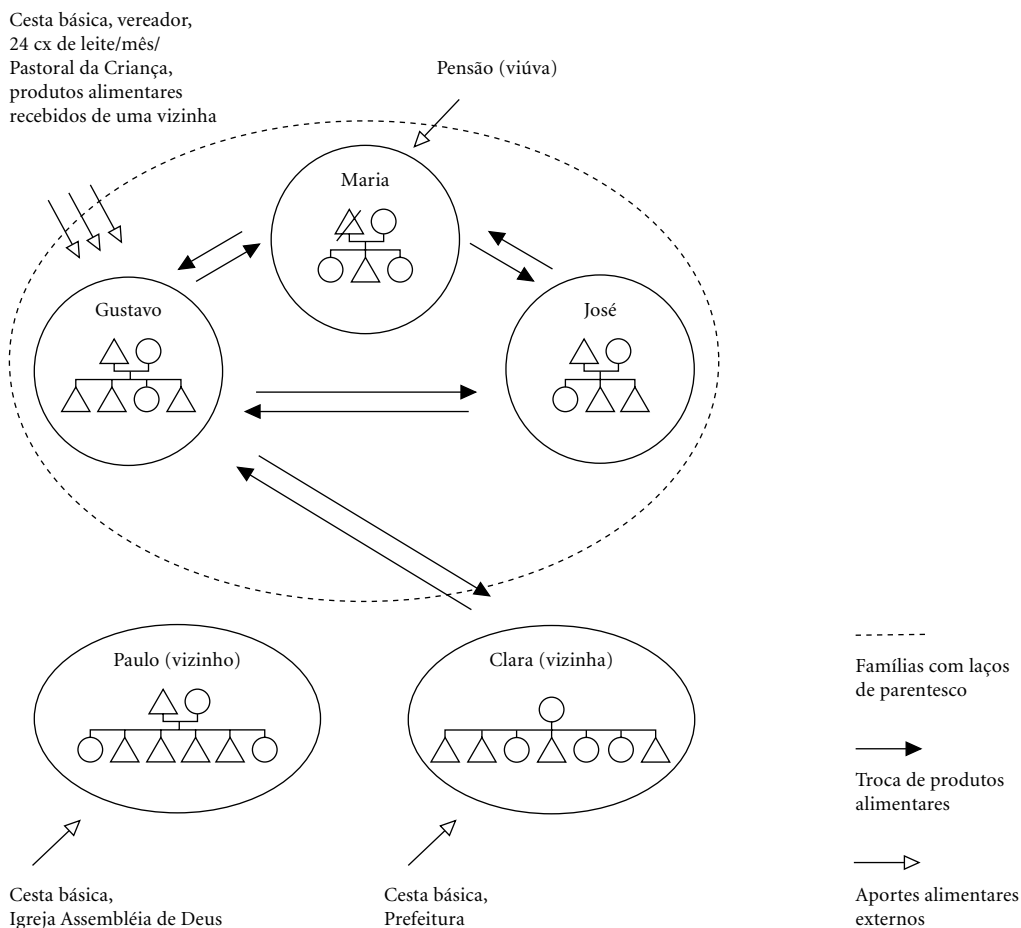 Cesta básica, vereador,
24 cx de leite/mês/
Pastoral da Criança,
produtos alimentares
recebidos de uma vizinha
Pensão (viúva)
Maria
Gustavo
José
Paulo (vizinho)
Clara (vizinha)
Cesta básica,
Igreja Assembléia de Deus
Cesta básica,
Prefeitura
Famílias com laços
de parentesco
Troca de produtos
alimentares
Aportes alimentares
externos